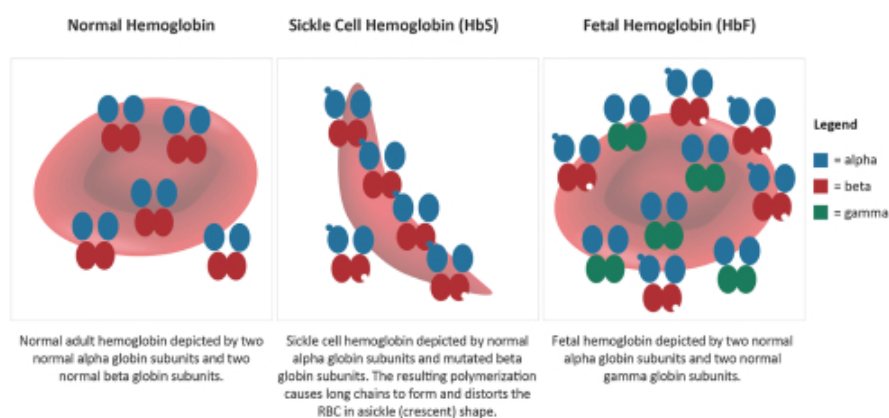 Normal Hemoglobin
Sickle Cell Hemoglobin (HbS)
Fetal Hemoglobin (HbF)
Legend
= alpha
= beta
= gamma
Normal adult hemoglobin depicted by two
normal alpha globin subunits and two
normal beta globin subunits.
Sickle cell hemoglobin depicted by normal
alpha globin subunits and mutated beta
globin subunits. The resulting polymerization
causes long chains to form and distorts the
RBC in asickle (crescent) shape.
Fetal hemoglobin depicted by two normal
alpha globin subunits and two normal
gamma globin subunits.